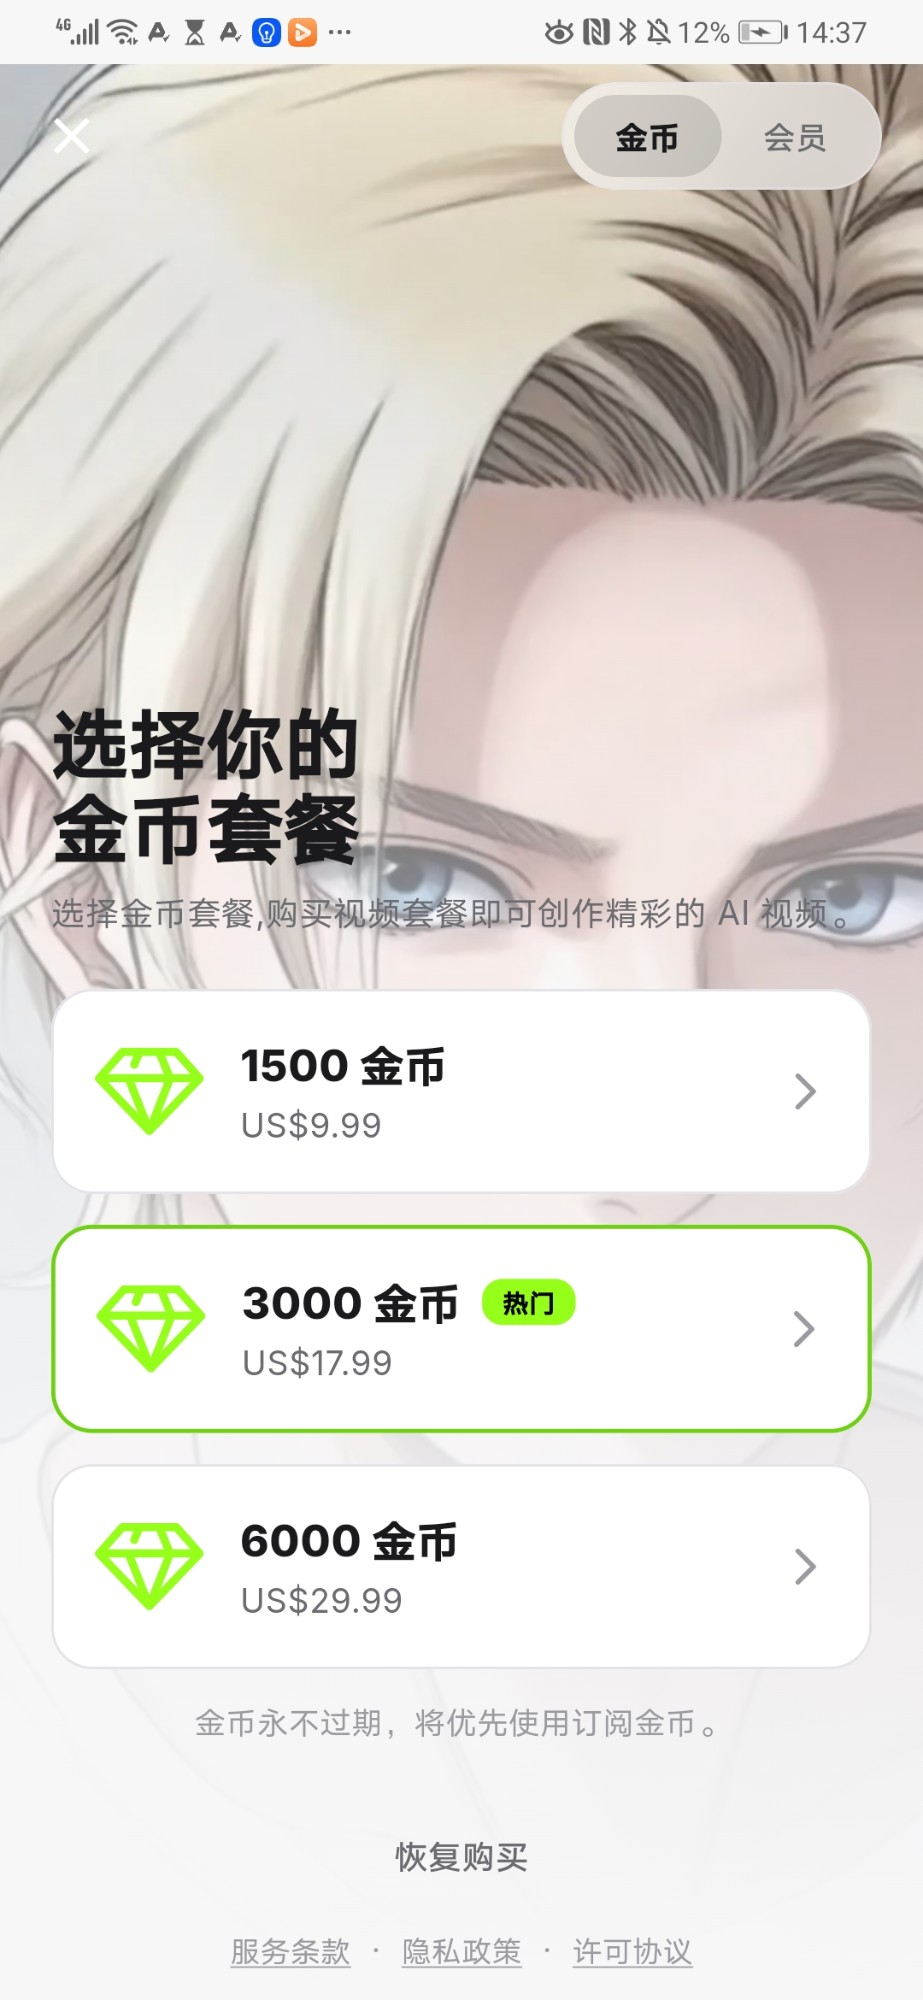 4G 12% 14:37
金币 会员
选择你的
金币套餐
选择金币套餐,购买视频套餐即可创作精彩的 AI 视频。
1500 金币
US$9.99
3000 金币 热门
US$17.99
6000 金币
US$29.99
金币永不过期，将优先使用订阅金币。
恢复购买
服务条款 · 隐私政策 · 许可协议